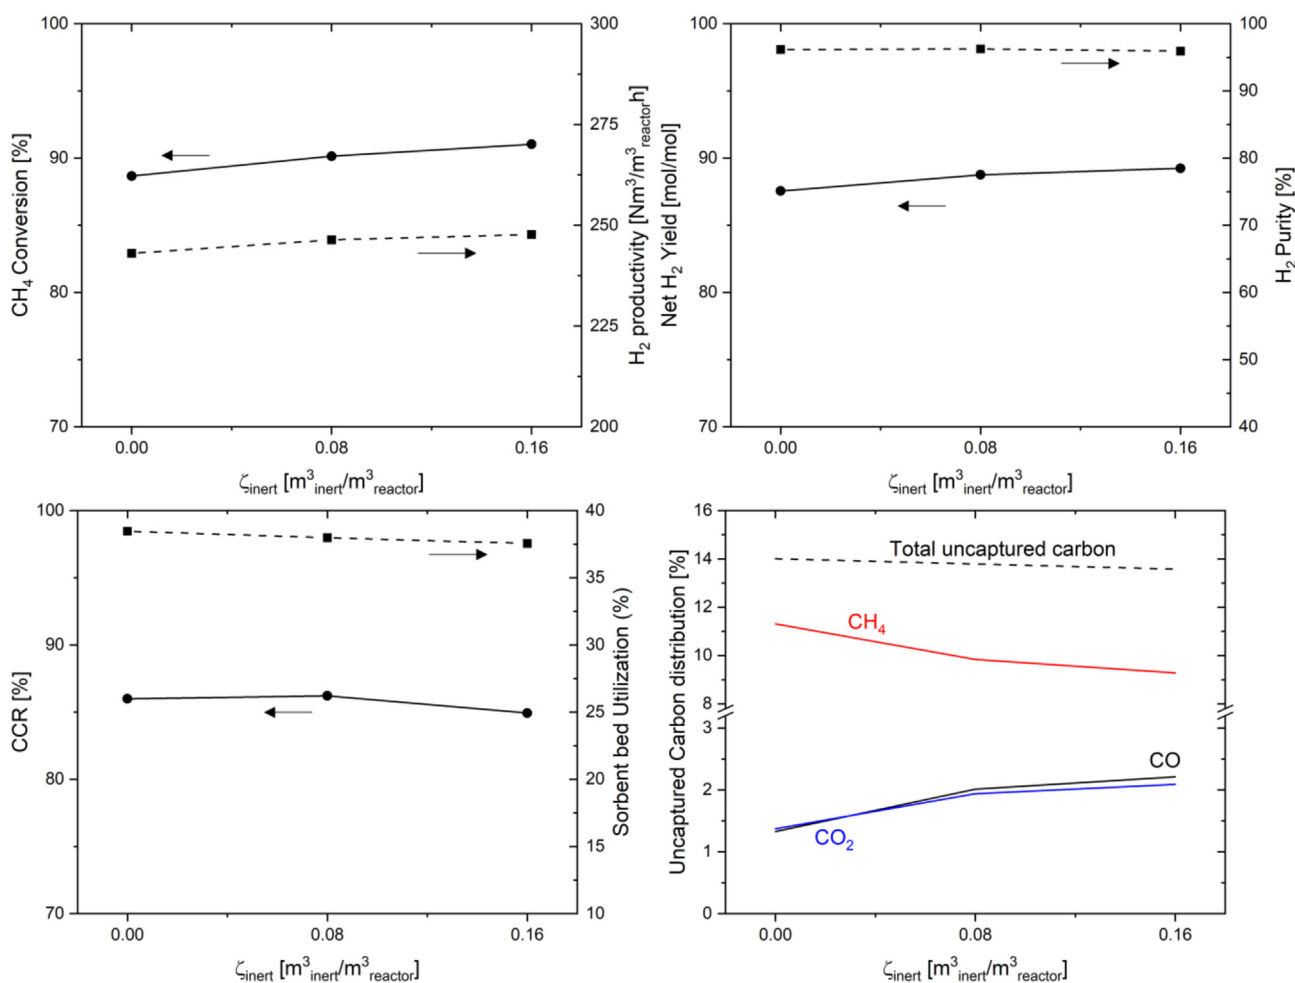 100
90
80
70
CH4 Conversion [%]
300
275
250
225
200
H2 productivity [Nm3/m3reactorh]
0.00 0.08 0.16
ζinert [m3inert/m3reactor]
100
90
80
70
Net H2 Yield [mol/mol]
100
90
80
70
60
50
40
H2 Purity [%]
0.00 0.08 0.16
ζinert [m3inert/m3reactor]
100
90
80
70
CCR [%]
40
35
30
25
20
15
10
Sorbent bed Utilization (%)
0.00 0.08 0.16
ζinert [m3inert/m3reactor]
16
14
12
11
10
9
8
3
2
1
0
Uncaptured Carbon distribution [%]
Total uncaptured carbon
CH4
CO
CO2
0.00 0.08 0.16
ζinert [m3inert/m3reactor]